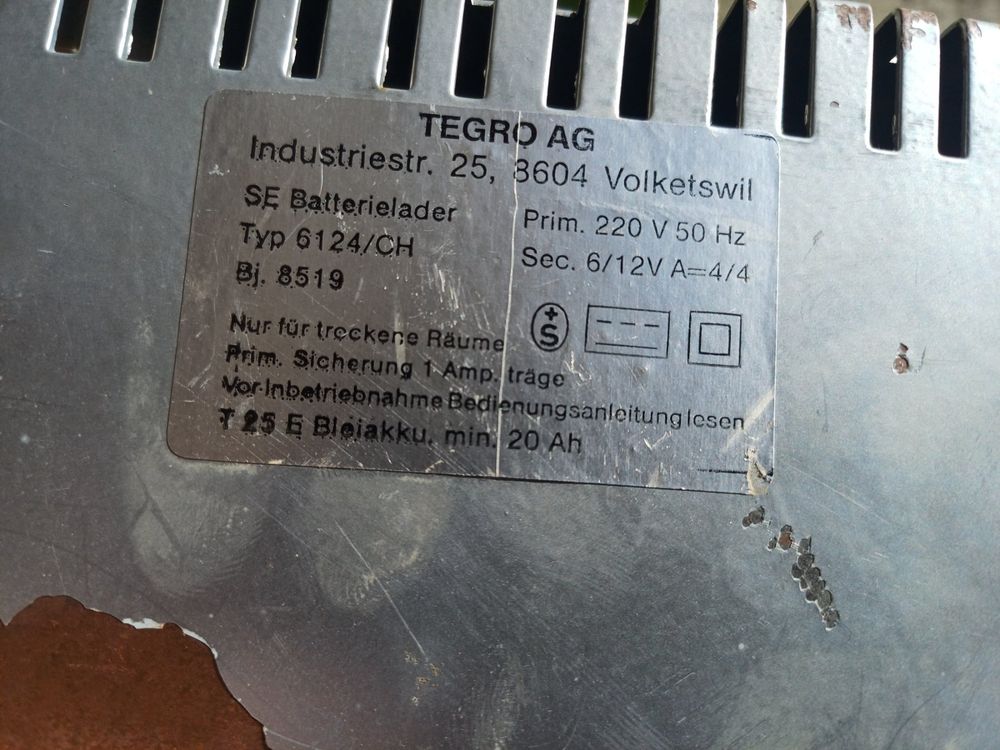 TEGRO AG
Industriestr. 25, 8604 Volketswil
SE Batterielader
Typ 6124/CH
Bj. 8519
Prim. 220 V 50 Hz
Sec. 6/12V A=4/4
+S
Nur für trockene Räume
Prim. Sicherung 1 Amp. träge
Vor Inbetriebnahme Bedienungsanleitung lesen
T 25 E Bleiakku. min. 20 Ah